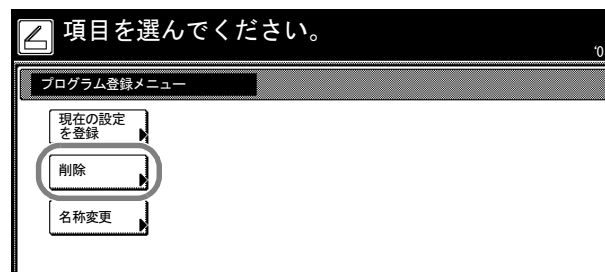 項目を選んでください。
プログラム登録メニュー
現在の設定
を登録
削除
名称変更